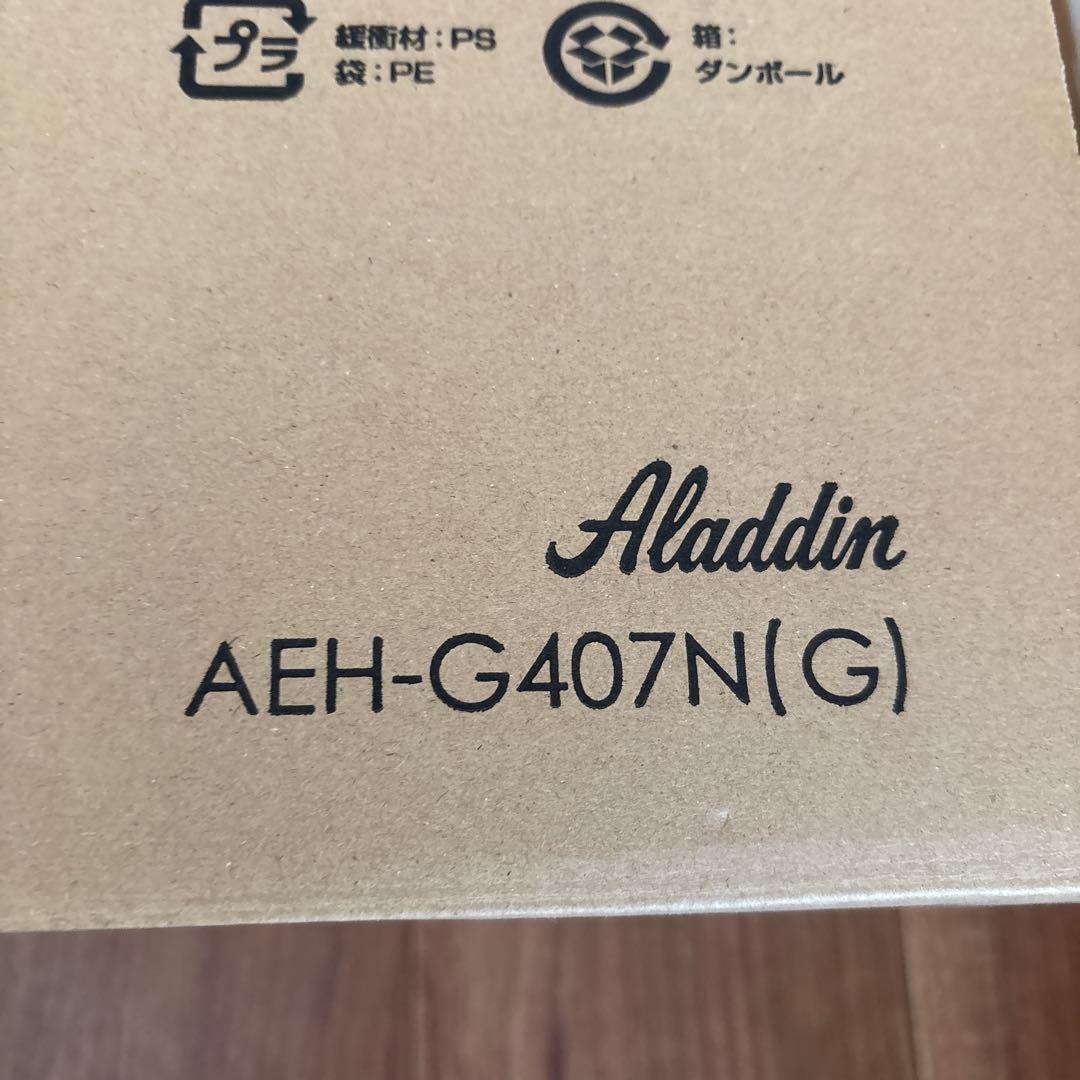 プラ
緩衝材：PS
袋：PE
箱：
ダンボール
Aladdin
AEH-G407N(G)